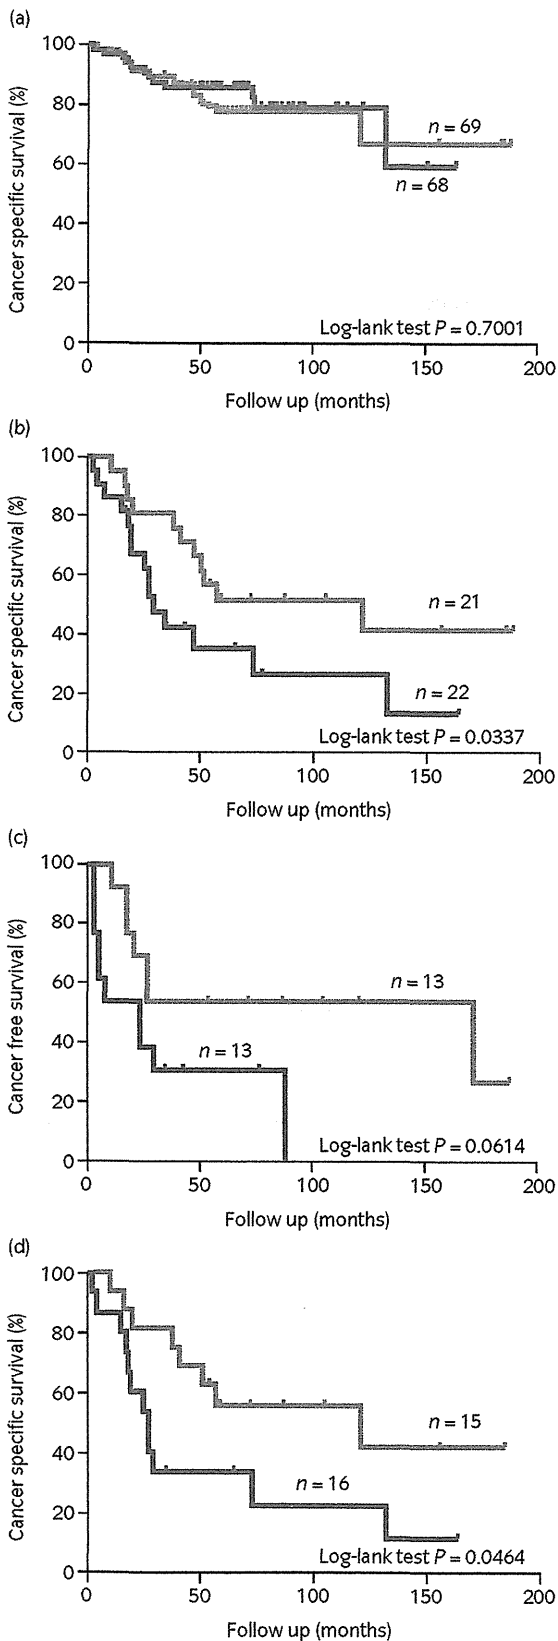 (a)
100
80
60
40
20
0
Cancer specific survival (%)
n = 69
n = 68
Log-lank test P = 0.7001
0 50 100 150 200
Follow up (months)
(b)
100
80
60
40
20
0
Cancer specific survival (%)
n = 21
n = 22
Log-lank test P = 0.0337
0 50 100 150 200
Follow up (months)
(c)
100
80
60
40
20
0
Cancer free survival (%)
n = 13
n = 13
Log-lank test P = 0.0614
0 50 100 150 200
Follow up (months)
(d)
100
80
60
40
20
0
Cancer specific survival (%)
n = 15
n = 16
Log-lank test P = 0.0464
0 50 100 150 200
Follow up (months)